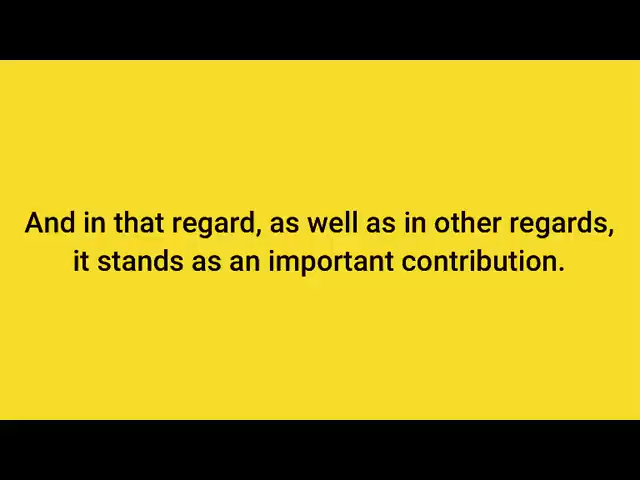 And in that regard, as well as in other regards,
it stands as an important contribution.